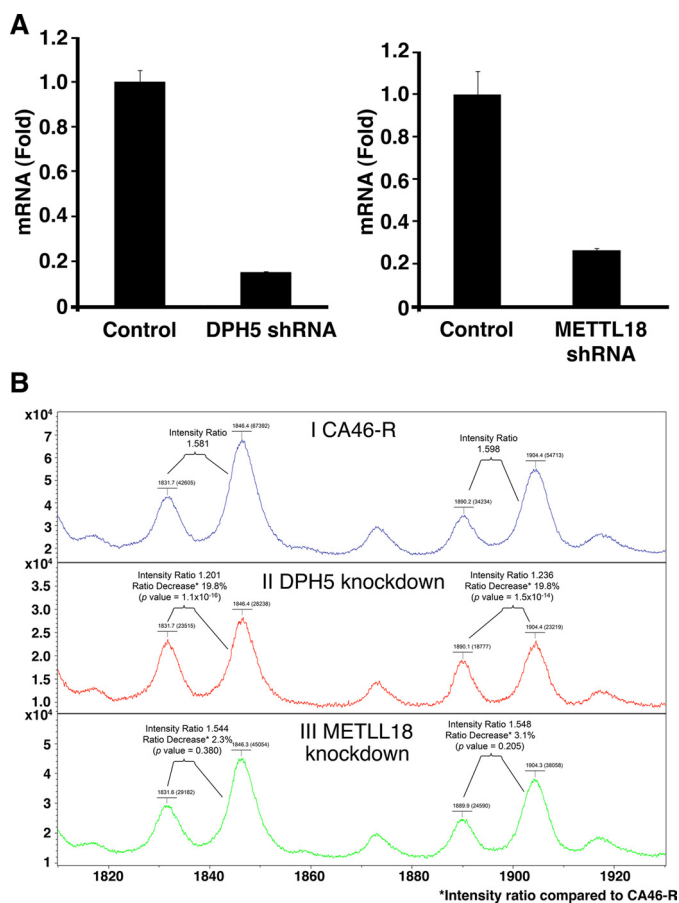 A
mRNA (Fold)
1.2
1.0
0.8
0.6
0.4
0.2
0
Control
DPH5 shRNA
mRNA (Fold)
1.2
1.0
0.8
0.6
0.4
0.2
0
Control
METTL18
shRNA
B
x10⁴
7
6
5
4
3
2
I CA46-R
Intensity Ratio
1.581
1831.7 (42605)
1846.4 (67392)
Intensity Ratio
1.598
1890.2 (34234)
1904.4 (54713)
x10⁴
3.5
3.0
2.5
2.0
1.5
1.0
II DPH5 knockdown
Intensity Ratio 1.201
Ratio Decrease* 19.8%
(p value = 1.1x10⁻¹⁶)
1831.7 (23515)
1846.4 (28238)
Intensity Ratio 1.236
Ratio Decrease* 19.8%
(p value = 1.5x10⁻¹⁴)
1890.1 (18777)
1904.4 (23219)
x10⁴
5
4
3
2
1
III METLL18
knockdown
Intensity Ratio 1.544
Ratio Decrease* 2.3%
(p value = 0.380)
1831.6 (29182)
1846.3 (45054)
Intensity Ratio 1.548
Ratio Decrease* 3.1%
(p value = 0.205)
1889.9 (24590)
1904.3 (38058)
1820
1840
1860
1880
1900
1920
*Intensity ratio compared to CA46-R